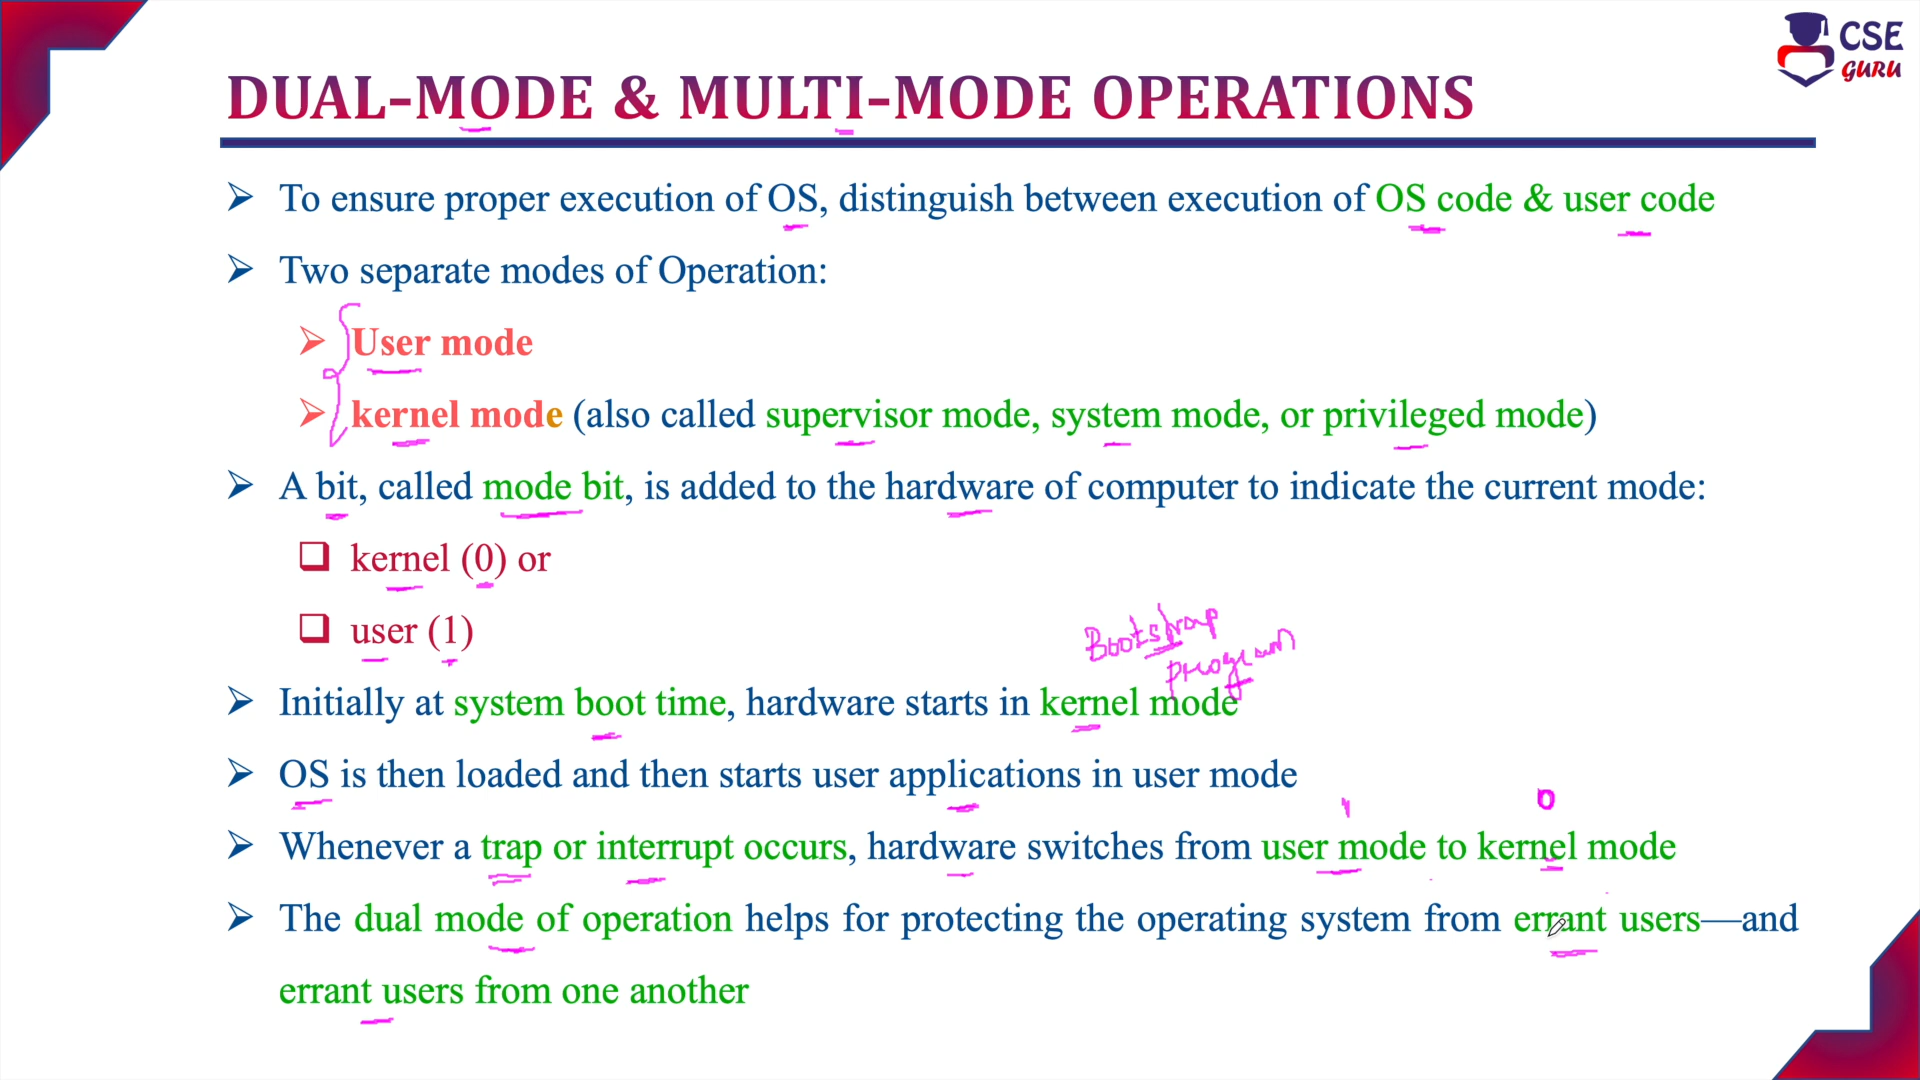 CSE
GURU
DUAL-MODE & MULTI-MODE OPERATIONS
To ensure proper execution of OS, distinguish between execution of OS code & user code
Two separate modes of Operation:
User mode
kernel mode (also called supervisor mode, system mode, or privileged mode)
A bit, called mode bit, is added to the hardware of computer to indicate the current mode:
kernel (0) or
user (1)
Bootstrap
program
Initially at system boot time, hardware starts in kernel mode
OS is then loaded and then starts user applications in user mode
1 0
Whenever a trap or interrupt occurs, hardware switches from user mode to kernel mode
The dual mode of operation helps for protecting the operating system from errant users—and
errant users from one another